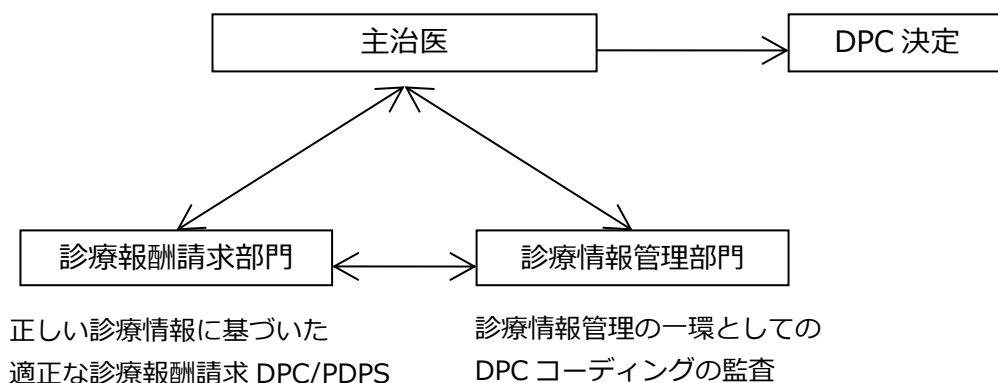 主治医
DPC 決定
診療報酬請求部門
診療情報管理部門
正しい診療情報に基づいた
適正な診療報酬請求 DPC/PDPS
診療情報管理の一環としての
DPC コーディングの監査